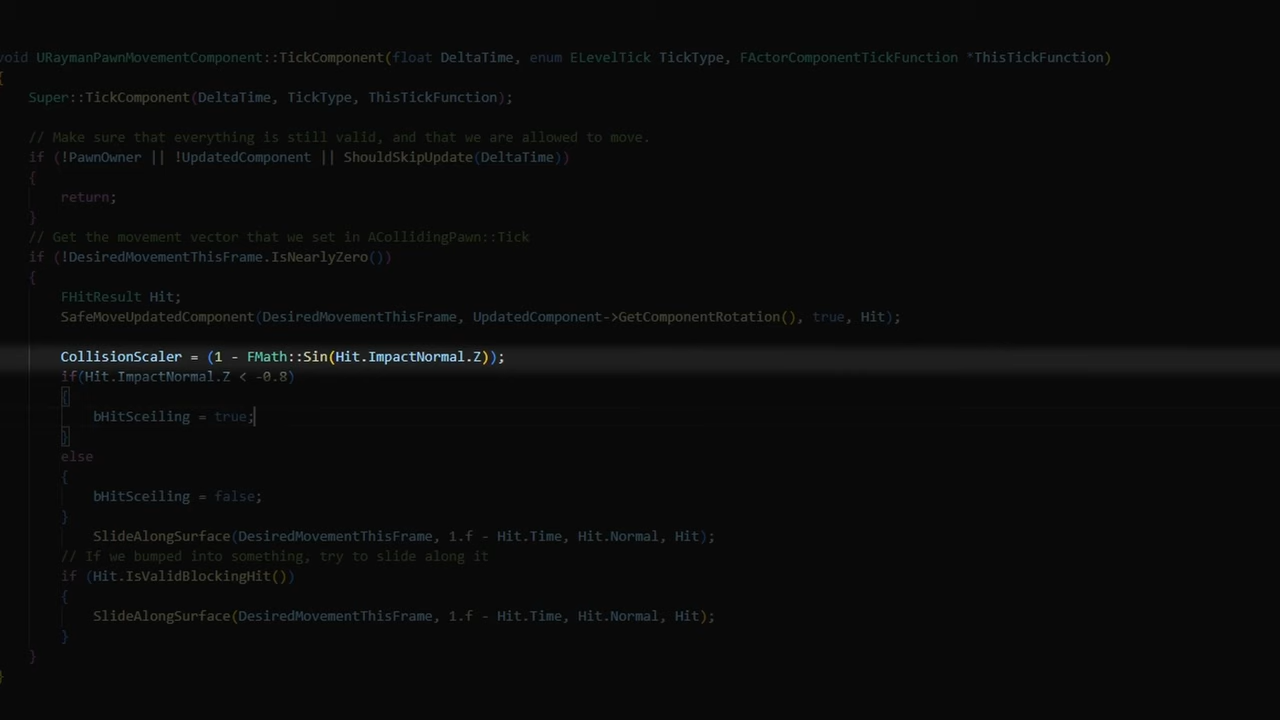 void URaymanPawnMovementComponent::TickComponent(float DeltaTime, enum ELevelTick TickType, FActorComponentTickFunction *ThisTickFunction)
{
Super::TickComponent(DeltaTime, TickType, ThisTickFunction);
// Make sure that everything is still valid, and that we are allowed to move.
if (!PawnOwner || !UpdatedComponent || ShouldSkipUpdate(DeltaTime))
{
return;
}
// Get the movement vector that we set in ACollidingPawn::Tick
if (!DesiredMovementThisFrame.IsNearlyZero())
{
FHitResult Hit;
SafeMoveUpdatedComponent(DesiredMovementThisFrame, UpdatedComponent->GetComponentRotation(), true, Hit);
CollisionScaler = (1 - FMath::Sin(Hit.ImpactNormal.Z));
if(Hit.ImpactNormal.Z < -0.8)
{
bHitSceiling = true;
}
else
{
bHitSceiling = false;
}
SlideAlongSurface(DesiredMovementThisFrame, 1.f - Hit.Time, Hit.Normal, Hit);
// If we bumped into something, try to slide along it
if (Hit.IsValidBlockingHit())
{
SlideAlongSurface(DesiredMovementThisFrame, 1.f - Hit.Time, Hit.Normal, Hit);
}
}
}